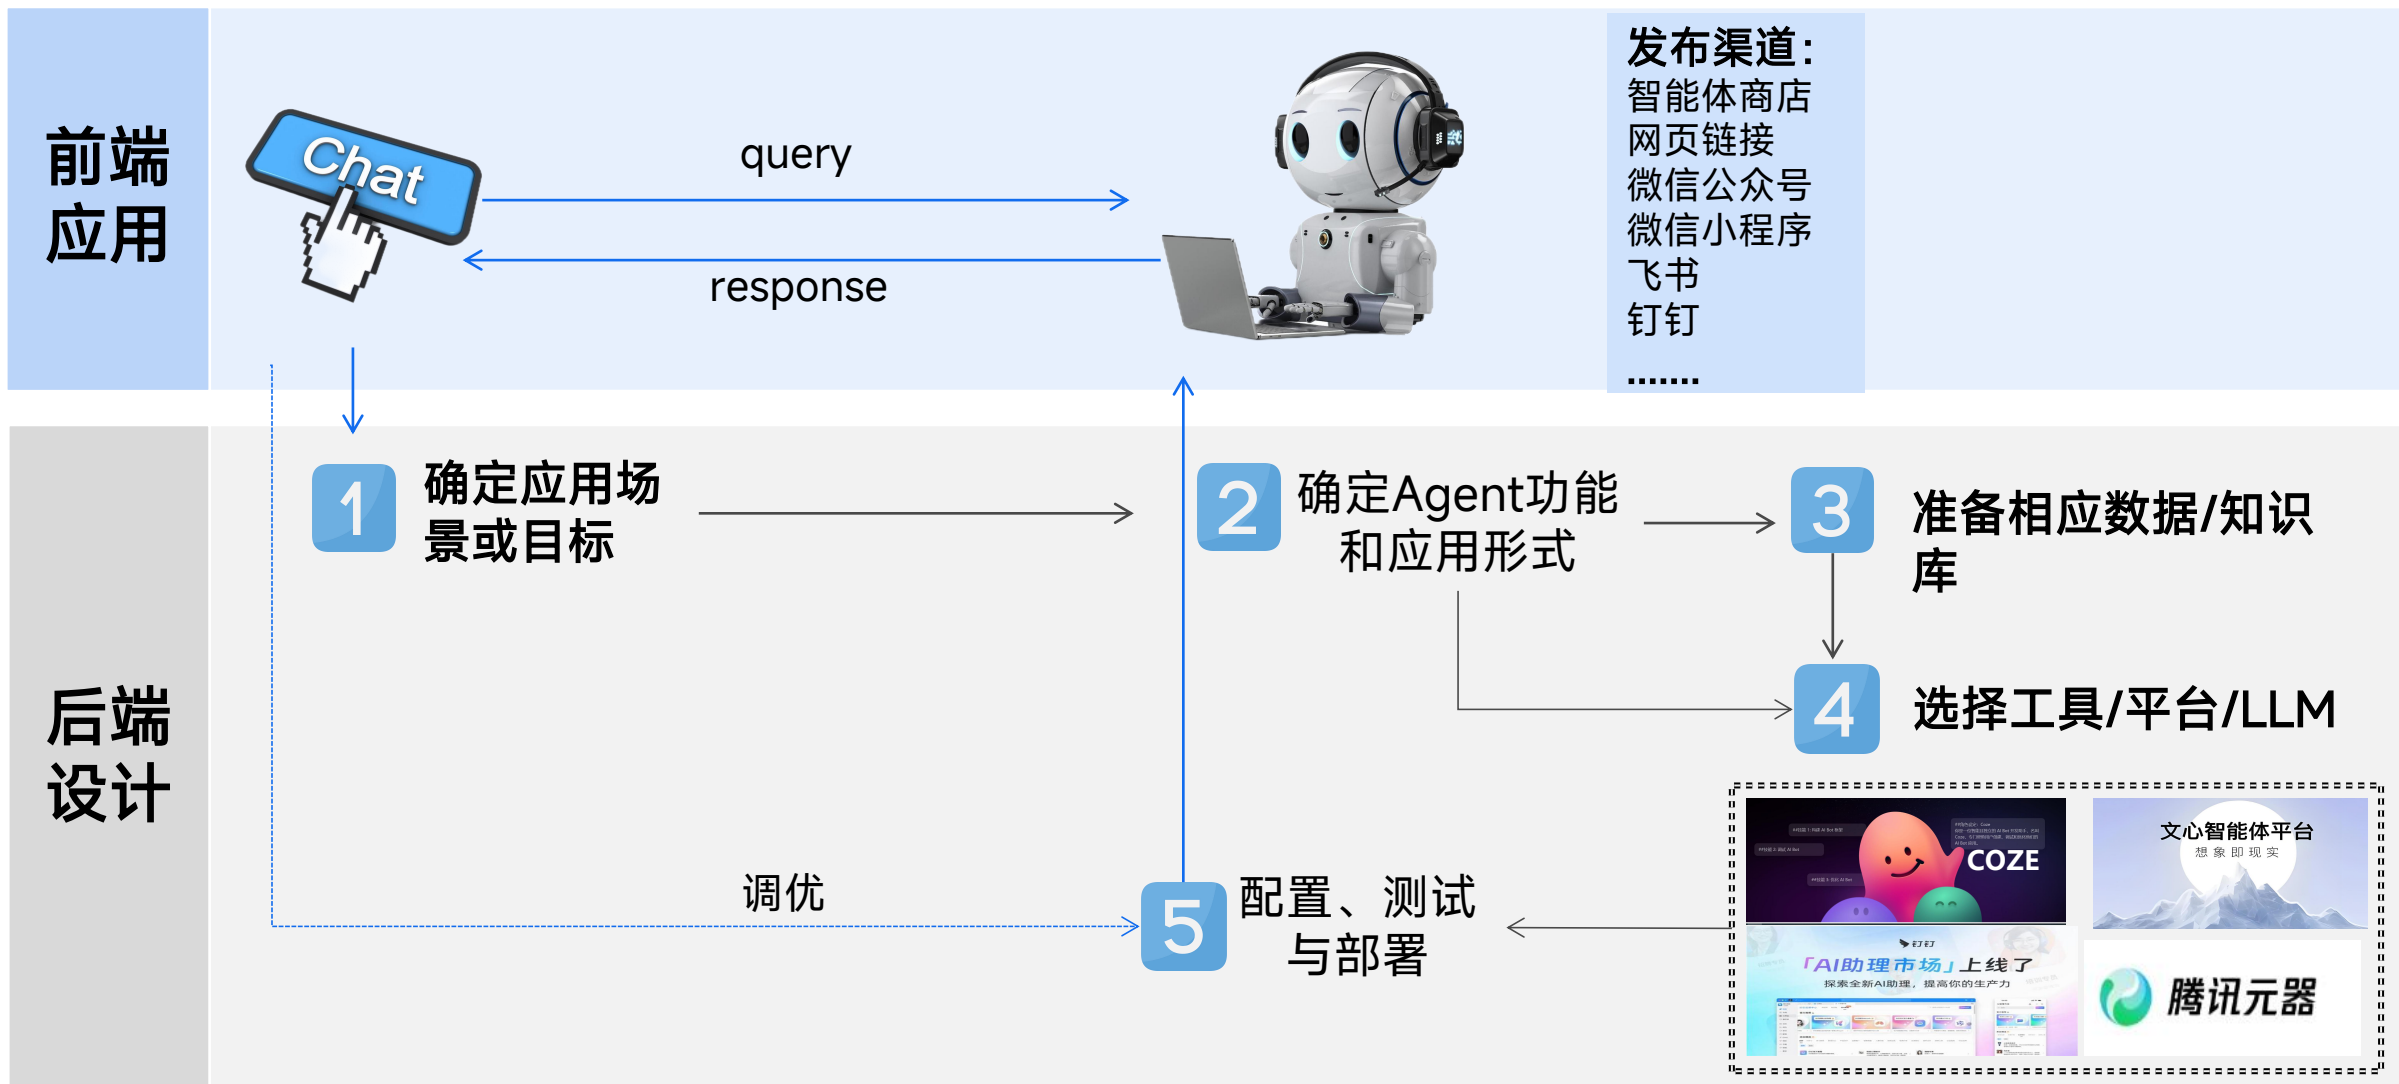 前端
应用
Chat
query
response
发布渠道：
智能体商店
网页链接
微信公众号
微信小程序
飞书
钉钉
.......
后端
设计
1
确定应用场
景或目标
2
确定Agent功能
和应用形式
3
准备相应数据/知识
库
4
选择工具/平台/LLM
调优
5
配置、测试
与部署
COZE
文心智能体平台
想象即现实
钉钉
「AI助理市场」上线了
探索全新AI助理，提高你的生产力
腾讯元器